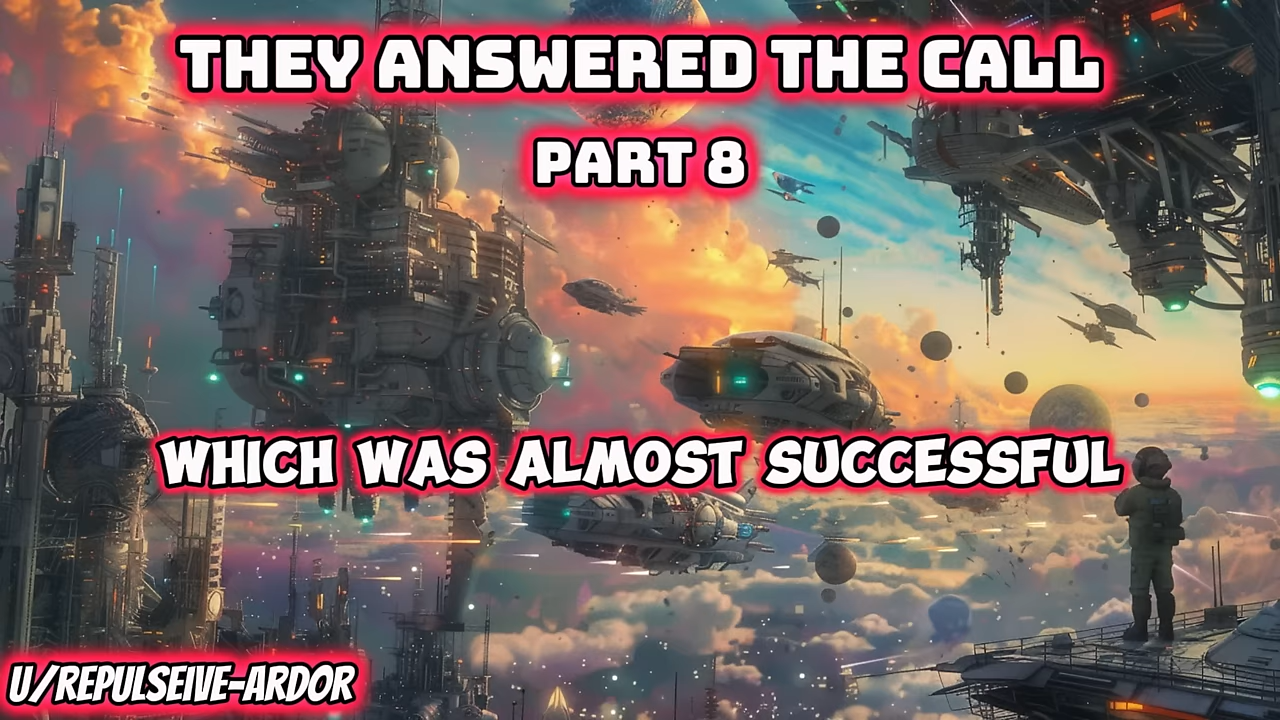 THEY ANSWERED THE CALL
PART 8
WHICH WAS ALMOST SUCCESSFUL
U/REPULSEIVE-ARDOR